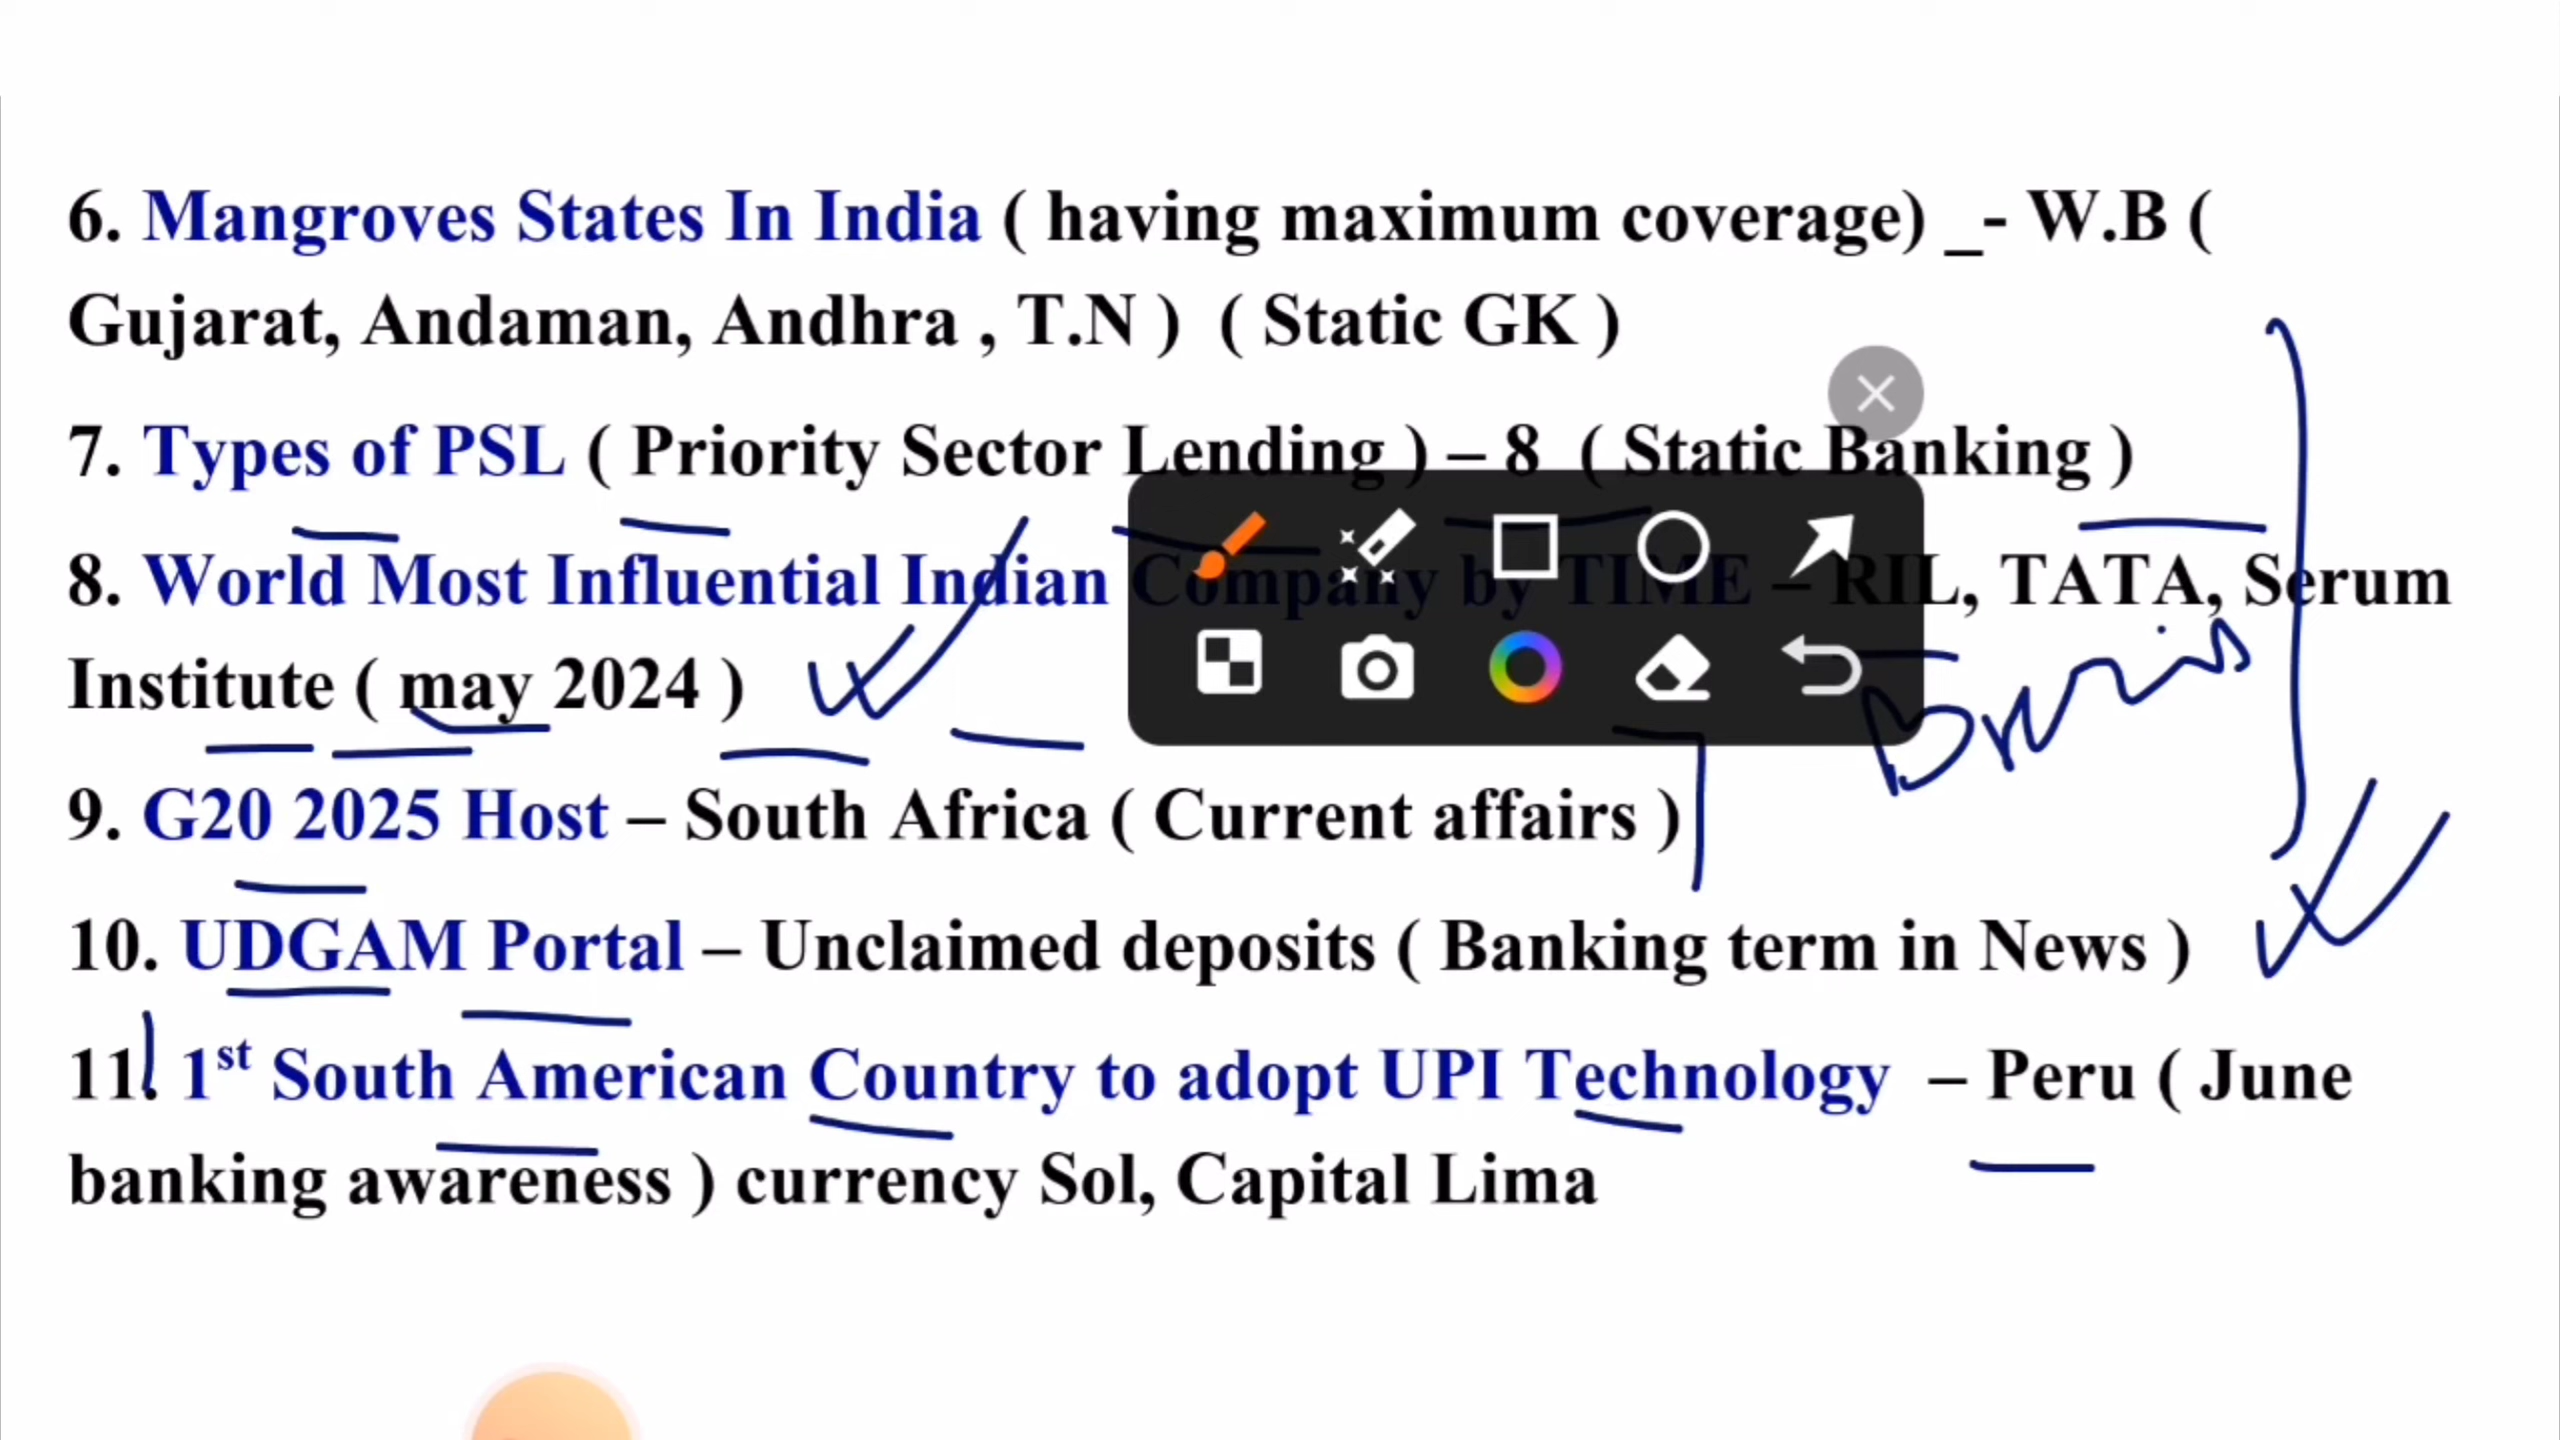 6. Mangroves States In India ( having maximum coverage) _- W.B (
Gujarat, Andaman, Andhra , T.N ) ( Static GK )
7. Types of PSL ( Priority Sector Lending ) – 8 ( Static Banking )
8. World Most Influential Indian Company by TIME – RIL, TATA, Serum
Institute ( may 2024 )
9. G20 2025 Host – South Africa ( Current affairs )
10. UDGAM Portal – Unclaimed deposits ( Banking term in News )
11. 1st South American Country to adopt UPI Technology – Peru ( June
banking awareness ) currency Sol, Capital Lima